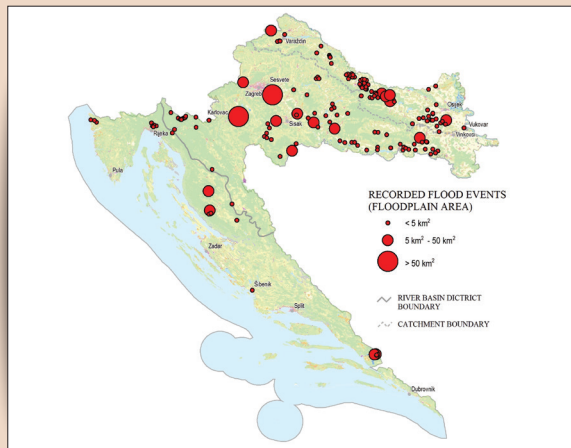 Varaždin
Sesvete
Zagreb
Karlovac
Sisak
Osijek
Vukovar
Vinkovci
Rijeka
Pula
Zadar
Šibenik
Split
Dubrovnik
RECORDED FLOOD EVENTS
(FLOODPLAIN AREA)
< 5 km²
5 km² - 50 km²
> 50 km²
RIVER BASIN DICTRICT
BOUNDARY
CATCHMENT BOUNDARY